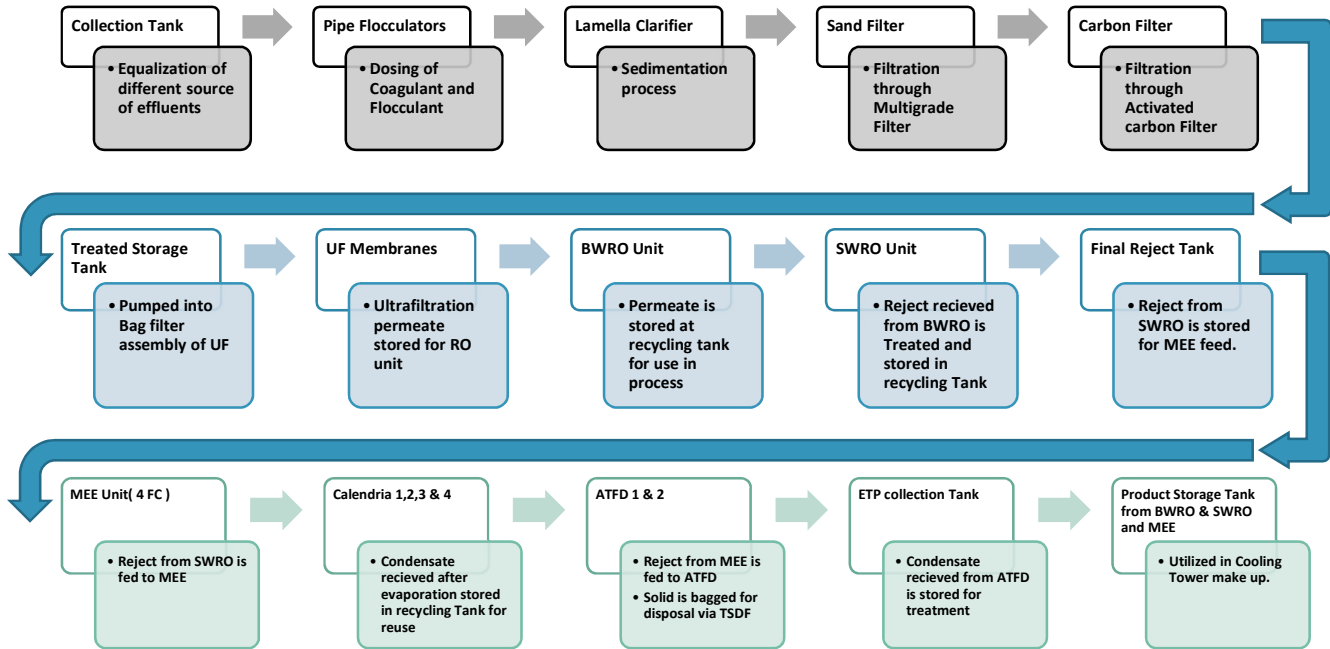 Collection Tank
• Equalization of
different source
of effluents
Pipe Flocculators
• Dosing of
Coagulant and
Flocculant
Lamella Clarifier
• Sedimentation
process
Sand Filter
• Filtration
through
Multigrade
Filter
Carbon Filter
• Filtration
through
Activated
carbon Filter
Treated Storage
Tank
• Pumped into
Bag filter
assembly of UF
UF Membranes
• Ultrafiltration
permeate
stored for RO
unit
BWRO Unit
• Permeate is
stored at
recycling tank
for use in
process
SWRO Unit
• Reject recieved
from BWRO is
Treated and
stored in
recycling Tank
Final Reject Tank
• Reject from
SWRO is stored
for MEE feed.
MEE Unit( 4 FC )
• Reject from SWRO is
fed to MEE
Calendria 1,2,3 & 4
• Condensate
recieved after
evaporation stored
in recycling Tank for
reuse
ATFD 1 & 2
• Reject from MEE is
fed to ATFD
• Solid is bagged for
disposal via TSDF
ETP collection Tank
• Condensate
recieved from ATFD
is stored for
treatment
Product Storage Tank
from BWRO & SWRO
and MEE
• Utilized in Cooling
Tower make up.